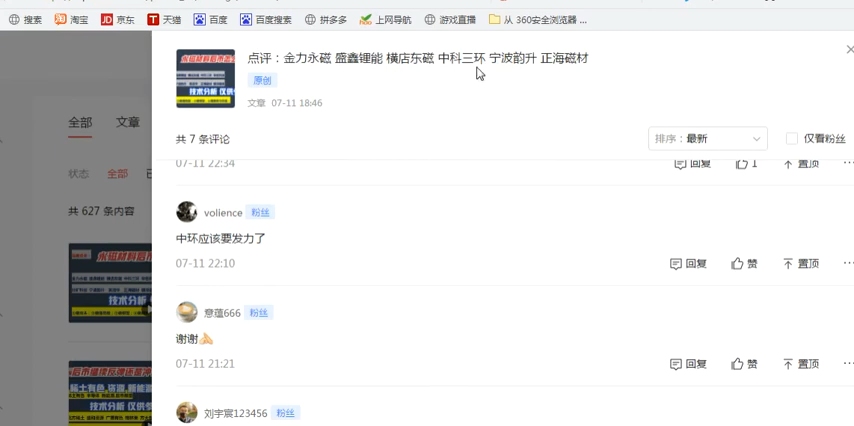 搜索 淘宝 京东 天猫 百度 百度搜索 拼多多 上网导航 游戏直播 从 360安全浏览器 ...
点评：金力永磁 盛鑫锂能 横店东磁 中科三环 宁波韵升 正海磁材
原创
文章 07-11 18:46
全部 文章
共 7 条评论
排序：最新
仅看粉丝
07-11 22:34 回复 1 置顶 ...
状态 全部
共 627 条内容
volience 粉丝
中环应该要发力了
07-11 22:10 回复 赞 置顶 ...
意蕴666 粉丝
谢谢
07-11 21:21 回复 赞 置顶 ...
技术分析
刘宇宸123456 粉丝